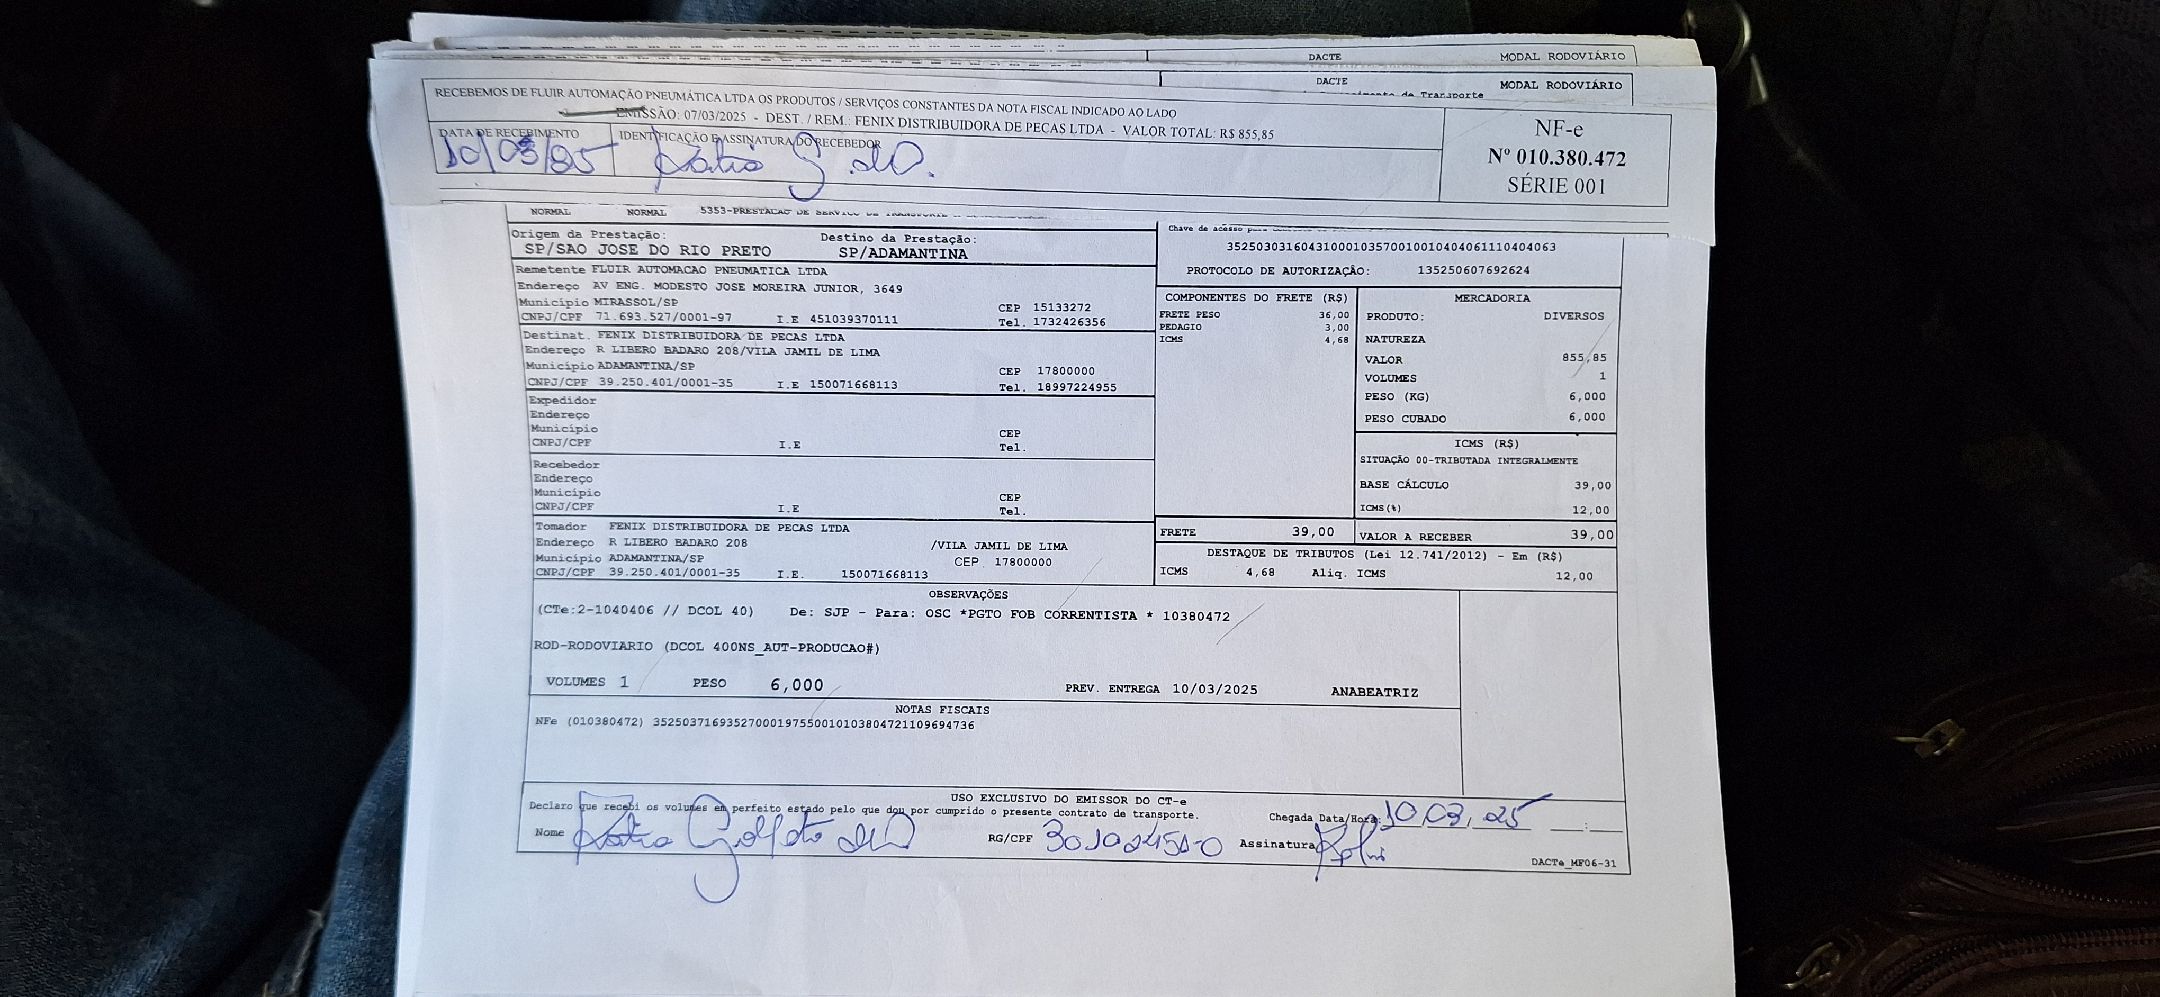 DACTE MODAL RODOVIÁRIO
DACTE MODAL RODOVIÁRIO
de Transporte
RECEBEMOS DE FLUIR AUTOMAÇÃO PNEUMÁTICA LTDA OS PRODUTOS / SERVIÇOS CONSTANTES DA NOTA FISCAL INDICADO AO LADO
EMISSÃO: 07/03/2025 - DEST. / REM.: FENIX DISTRIBUIDORA DE PEÇAS LTDA - VALOR TOTAL: R$ 855,85
DATA DE RECEBIMENTO IDENTIFICAÇÃO E ASSINATURA DO RECEBEDOR
10/03/25
NF-e
Nº 010.380.472
SÉRIE 001
NORMAL NORMAL 5353-PRESTACAO DE SERVICO DE TRANSPORTE
Origem da Prestação: Destino da Prestação:
SP/SAO JOSE DO RIO PRETO SP/ADAMANTINA
Remetente FLUIR AUTOMACAO PNEUMATICA LTDA
Endereço AV ENG. MODESTO JOSE MOREIRA JUNIOR, 3649
Município MIRASSOL/SP CEP 15133272
CNPJ/CPF 71.693.527/0001-97 I.E 451039370111 Tel. 1732426356
Destinat. FENIX DISTRIBUIDORA DE PECAS LTDA
Endereço R LIBERO BADARO 208/VILA JAMIL DE LIMA
Município ADAMANTINA/SP CEP 17800000
CNPJ/CPF 39.250.401/0001-35 I.E 150071668113 Tel. 18997224955
Expedidor
Endereço
Município CEP
CNPJ/CPF I.E Tel.
Recebedor
Endereço
Município CEP
CNPJ/CPF I.E Tel.
Tomador FENIX DISTRIBUIDORA DE PECAS LTDA
Endereço R LIBERO BADARO 208 /VILA JAMIL DE LIMA
Município ADAMANTINA/SP CEP 17800000
CNPJ/CPF 39.250.401/0001-35 I.E. 150071668113
Chave de acesso para
35250303160431000103570010010404061110404063
PROTOCOLO DE AUTORIZAÇÃO: 135250607692624
COMPONENTES DO FRETE (R$)
FRETE PESO 36,00
PEDAGIO 3,00
ICMS 4,68
MERCADORIA
PRODUTO: DIVERSOS
NATUREZA
VALOR 855,85
VOLUMES 1
PESO (KG) 6,000
PESO CUBADO 6,000
ICMS (R$)
SITUAÇÃO 00-TRIBUTADA INTEGRALMENTE
BASE CÁLCULO 39,00
ICMS(%) 12,00
FRETE 39,00 VALOR A RECEBER 39,00
DESTAQUE DE TRIBUTOS (Lei 12.741/2012) - Em (R$)
ICMS 4,68 Aliq. ICMS 12,00
OBSERVAÇÕES
(CTe:2-1040406 // DCOL 40) De: SJP - Para: OSC *PGTO FOB CORRENTISTA * 10380472
ROD-RODOVIARIO (DCOL 400NS_AUT-PRODUCAO#)
VOLUMES 1 PESO 6,000 PREV. ENTREGA 10/03/2025 ANABEATRIZ
NOTAS FISCAIS
NFe (010380472) 35250371693527000197550010103804721109694736
USO EXCLUSIVO DO EMISSOR DO CT-e
Declaro que recebi os volumes em perfeito estado pelo que dou por cumprido o presente contrato de transporte.
Chegada Data/Hora: 10 03 25 :
Nome RG/CPF Assinatura
DACTe_MF06-31